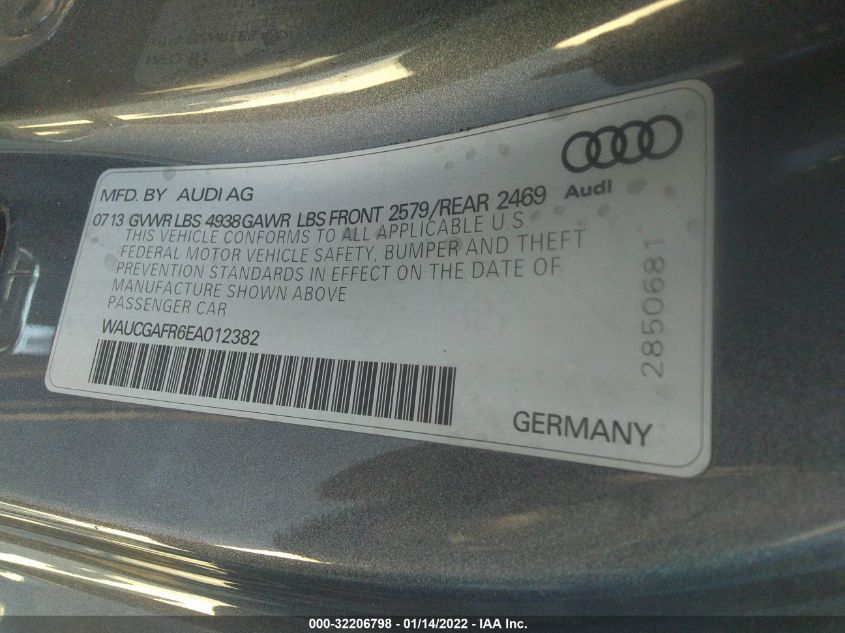 MFD. BY AUDI AG
Audi
07 13 GVWR LBS 4938 GAWR LBS FRONT 2579/REAR 2469
THIS VEHICLE CONFORMS TO ALL APPLICABLE U.S.
FEDERAL MOTOR VEHICLE SAFETY, BUMPER AND THEFT
PREVENTION STANDARDS IN EFFECT ON THE DATE OF
MANUFACTURE SHOWN ABOVE
PASSENGER CAR
WAUCGAFR6EA012382
2850681
GERMANY
000-32206798 - 01/14/2022 - IAA Inc.